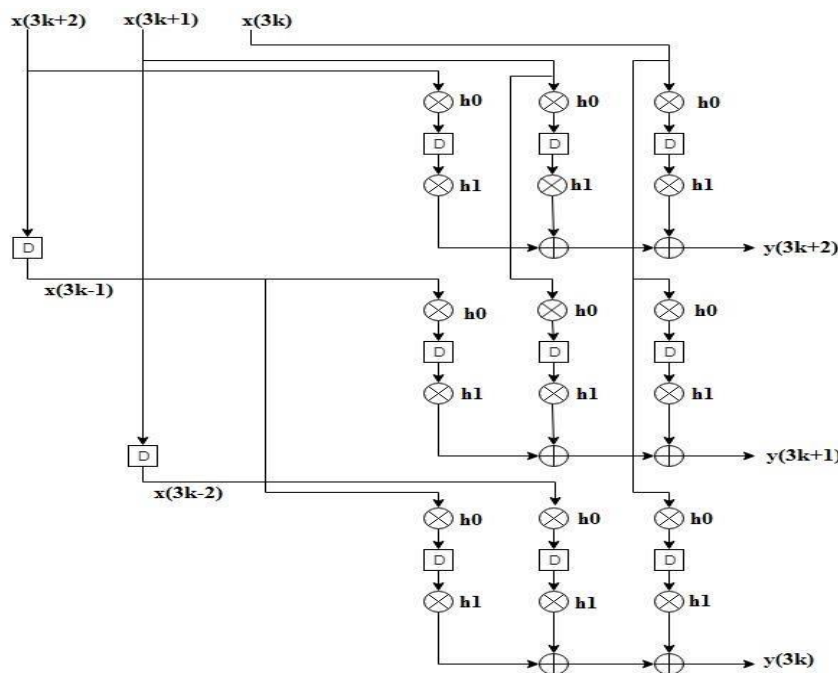 x(3k+2) x(3k+1) x(3k)
h0 h0 h0
D D D
h1 h1 h1
D y(3k+2)
x(3k-1)
h0 h0 h0
D D D
h1 h1 h1
D y(3k+1)
x(3k-2)
h0 h0 h0
D D D
h1 h1 h1
y(3k)